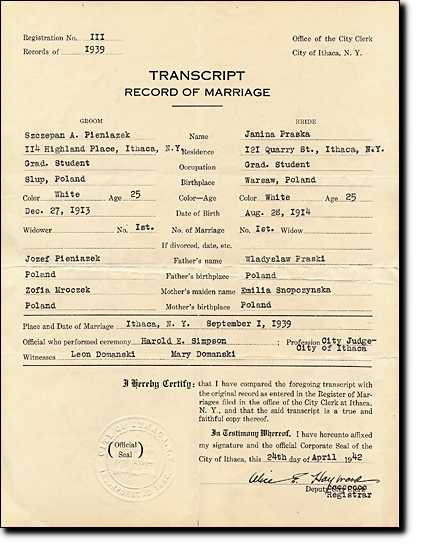 Registration No. III
Office of the City Clerk
Records of 1939
City of Ithaca, N. Y.
TRANSCRIPT
RECORD OF MARRIAGE
GROOM BRIDE
Szczepan A. Pieniazek Name Janina Praska
114 Highland Place, Ithaca, N.Y. Residence 121 Quarry St., Ithaca, N.Y.
Grad. Student Occupation Grad. Student
Slup, Poland Birthplace Warsaw, Poland
Color White Age 25 Color—Age Color White Age 25
Dec. 27, 1913 Date of Birth Aug. 28, 1914
Widower No. Ist. No. of Marriage No. Ist. Widow
If divorced, date, etc.
Jozef Pieniazek Father's name Wladyslaw Praski
Poland Father's birthplace Poland
Zofia Mroczek Mother's maiden name Emilia Snopczynska
Poland Mother's birthplace Poland
Place and Date of Marriage Ithaca, N. Y. September I, 1939
Official who performed ceremony Harold E. Simpson ; Profession City Judge-
City of Ithaca
Witnesses Leon Domanski Mary Domanski
I Hereby Certify: that I have compared the foregoing transcript with
the original record as entered in the Register of Mar-
riages filed in the office of the City Clerk at Ithaca,
N. Y., and that the said transcript is a true and
faithful copy thereof.
In Testimony Whereof. I have hereunto affixed
my signature and the official Corporate Seal of the
City of Ithaca, this 24th day of April 1942
(Official
Seal)
Alice F. Hayward
Deputy
Registrar